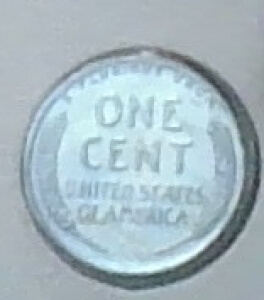 ONE
CENT
UNITED STATES
OF AMERICA